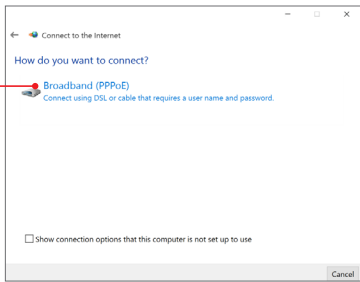 Connect to the Internet
How do you want to connect?
Broadband (PPPoE)
Connect using DSL or cable that requires a user name and password.
Show connection options that this computer is not set up to use
Cancel